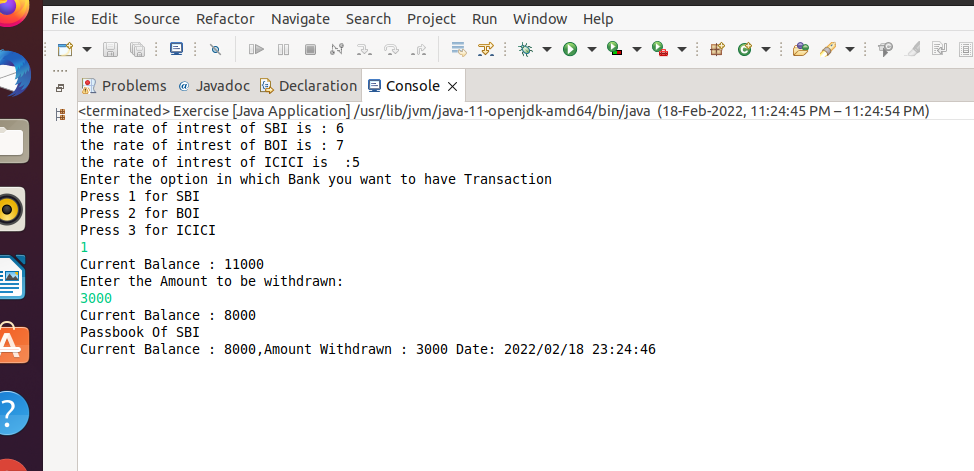 File Edit Source Refactor Navigate Search Project Run Window Help
Problems @ Javadoc Declaration Console
<terminated> Exercise [Java Application] /usr/lib/jvm/java-11-openjdk-amd64/bin/java (18-Feb-2022, 11:24:45 PM – 11:24:54 PM)
the rate of intrest of SBI is : 6
the rate of intrest of BOI is : 7
the rate of intrest of ICICI is  :5
Enter the option in which Bank you want to have Transaction
Press 1 for SBI
Press 2 for BOI
Press 3 for ICICI
1
Current Balance : 11000
Enter the Amount to be withdrawn:
3000
Current Balance : 8000
Passbook Of SBI
Current Balance : 8000,Amount Withdrawn : 3000 Date: 2022/02/18 23:24:46